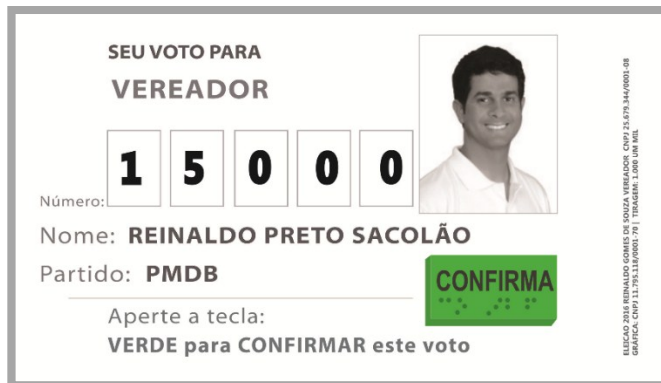 SEU VOTO PARA
VEREADOR
Número: 1 5 0 0 0
Nome: REINALDO PRETO SACOLÃO
Partido: PMDB
CONFIRMA
Aperte a tecla:
VERDE para CONFIRMAR este voto
ELEICAO 2016 REINALDO GOMES DE SOUZA VEREADOR CNPJ 25.679.344/0001-08
GRÁFICA: CNPJ 11.795.118/0001-70 | TIRAGEM: 1.000 UM MIL